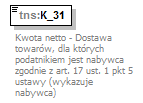 tns:K_31
Kwota netto - Dostawa
towarów, dla których
podatnikiem jest nabywca
zgodnie z art. 17 ust. 1 pkt 5
ustawy (wykazuje
nabywca)